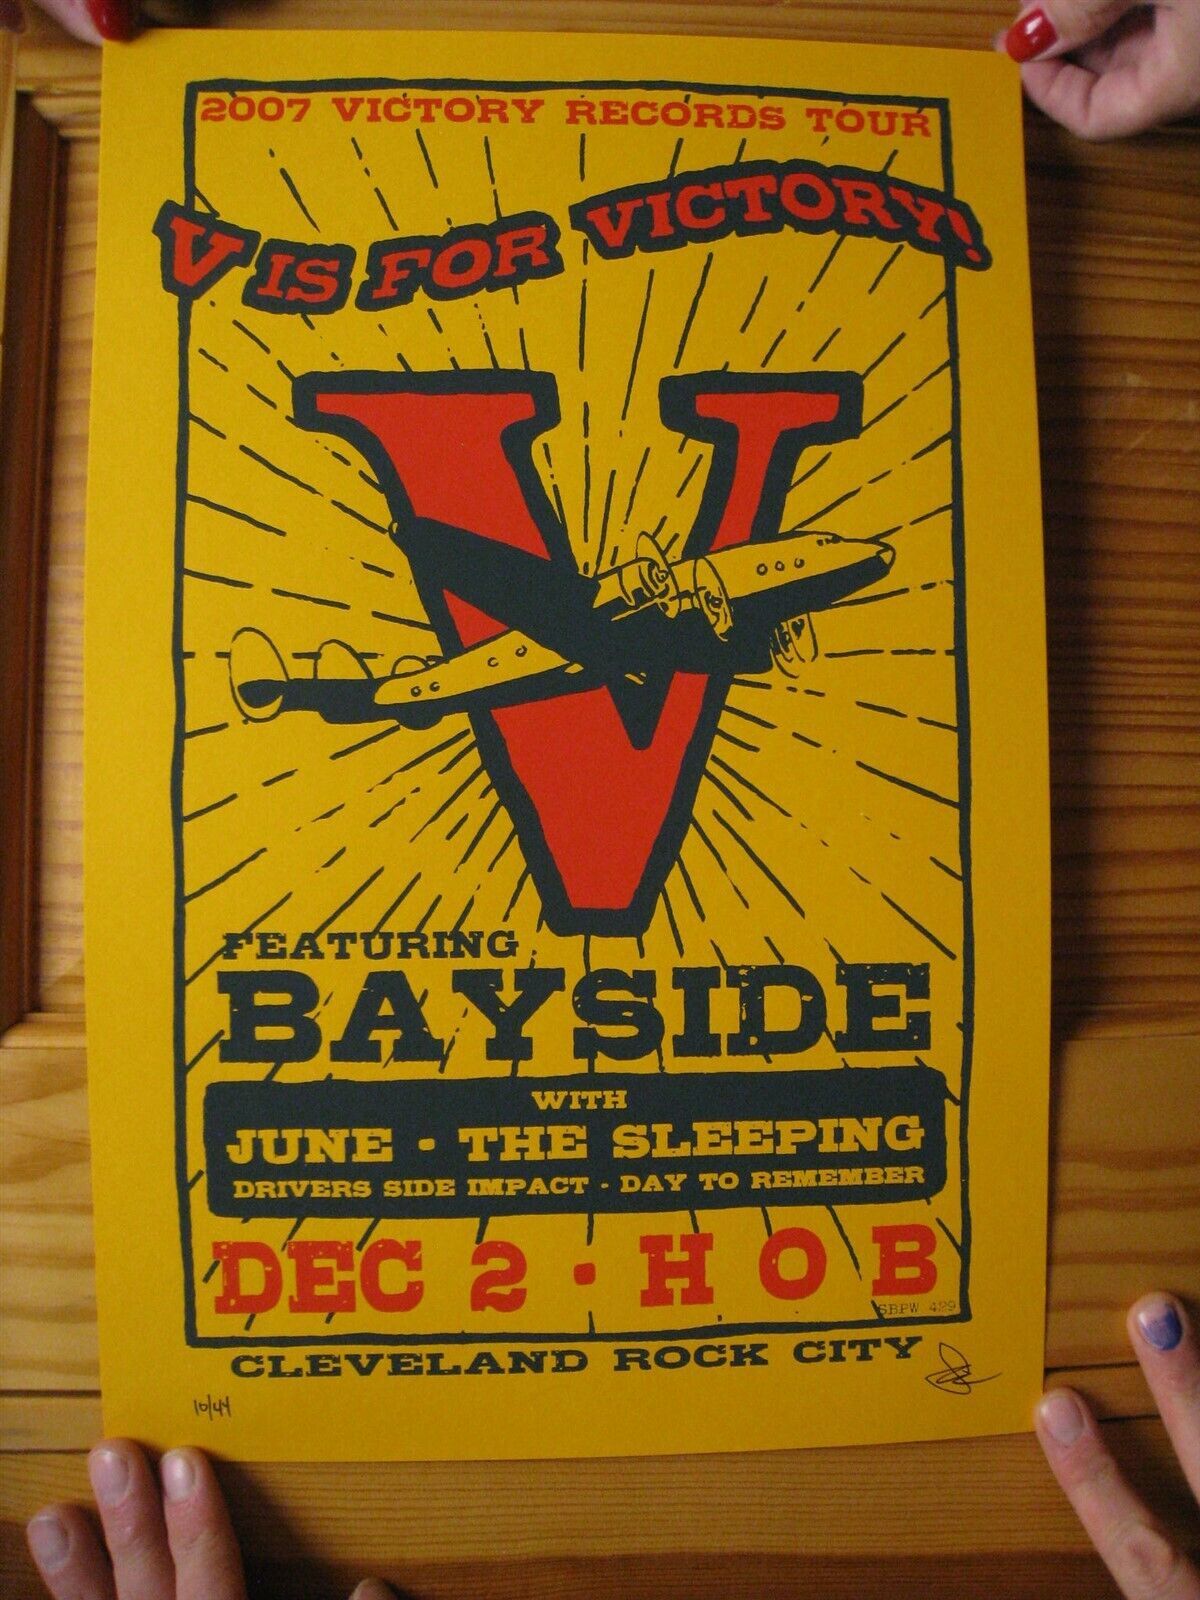 2007 VICTORY RECORDS TOUR
V IS FOR VICTORY!
V
FEATURING
BAYSIDE
WITH
JUNE · THE SLEEPING
DRIVERS SIDE IMPACT · DAY TO REMEMBER
DEC 2 · H O B
SBPW 429
CLEVELAND ROCK CITY
10/44